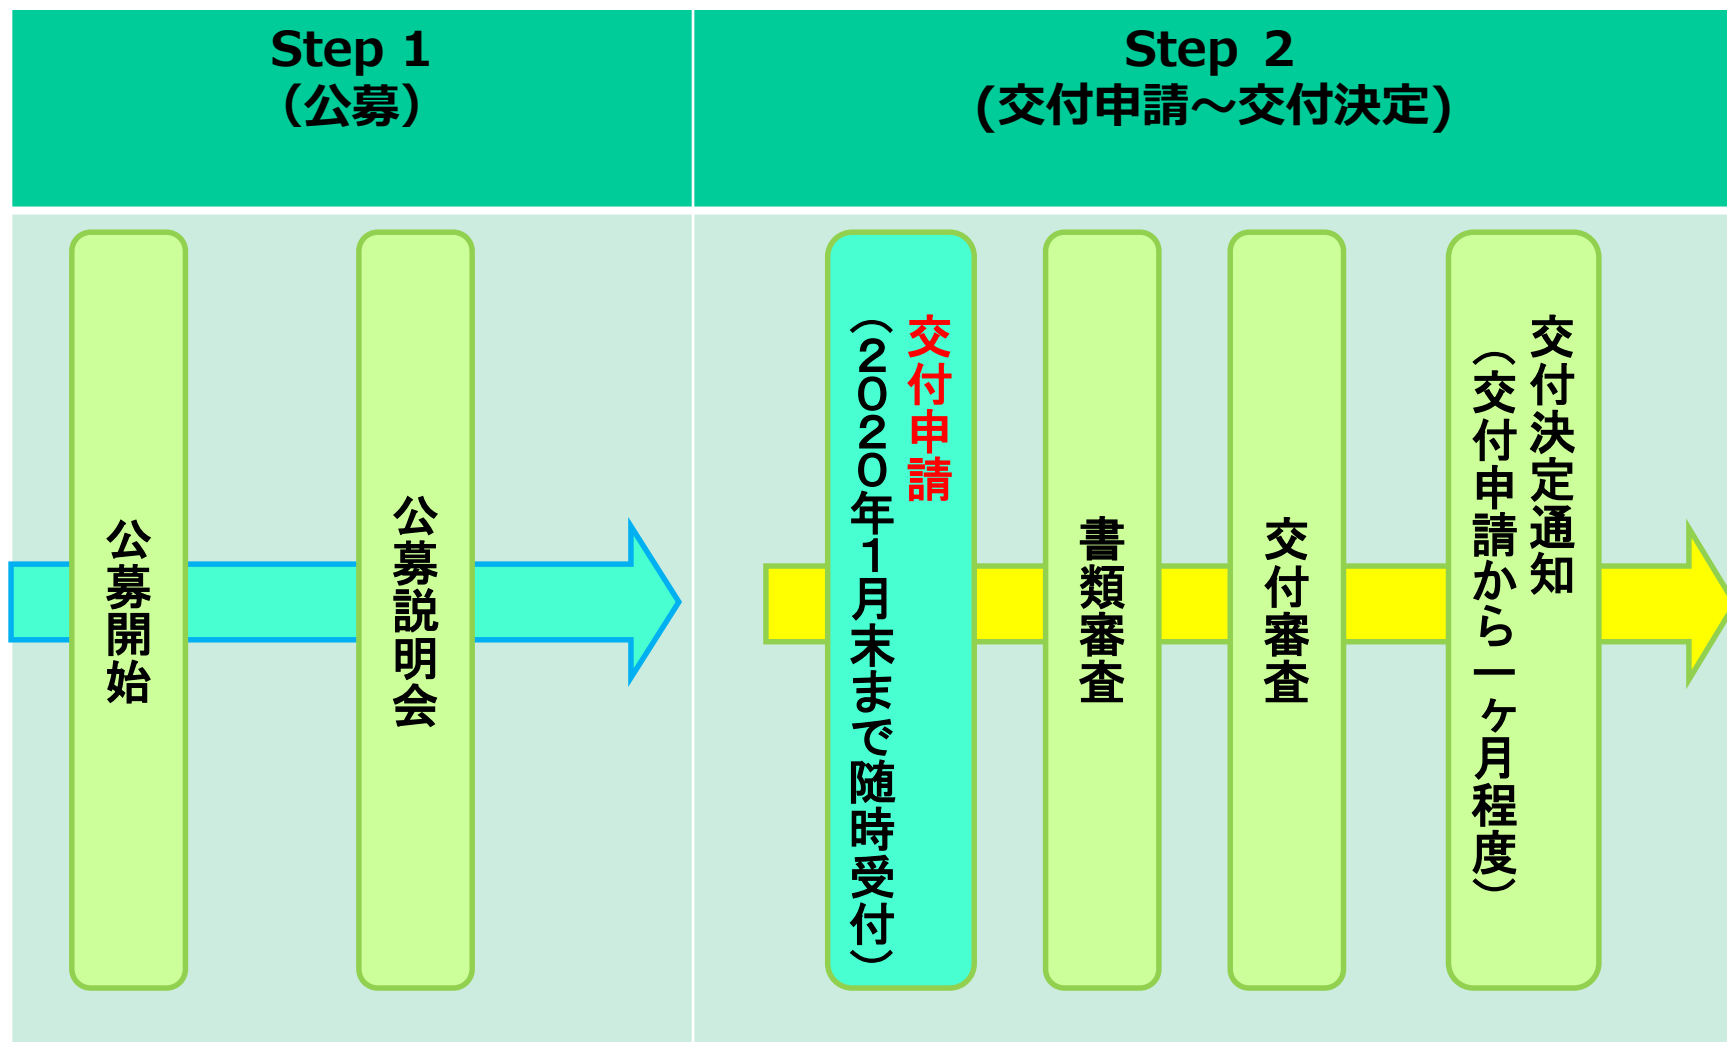 Step 1
（公募）
Step 2
(交付申請～交付決定)
公募開始
公募説明会
交付申請
（２０２０年１月末まで随時受付）
書類審査
交付審査
交付決定通知
（交付申請から一ヶ月程度）